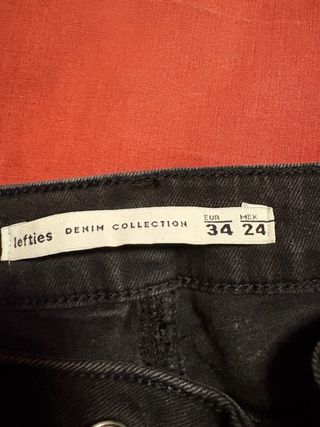 lefties DENIM COLLECTION
EUR MEX
34 24